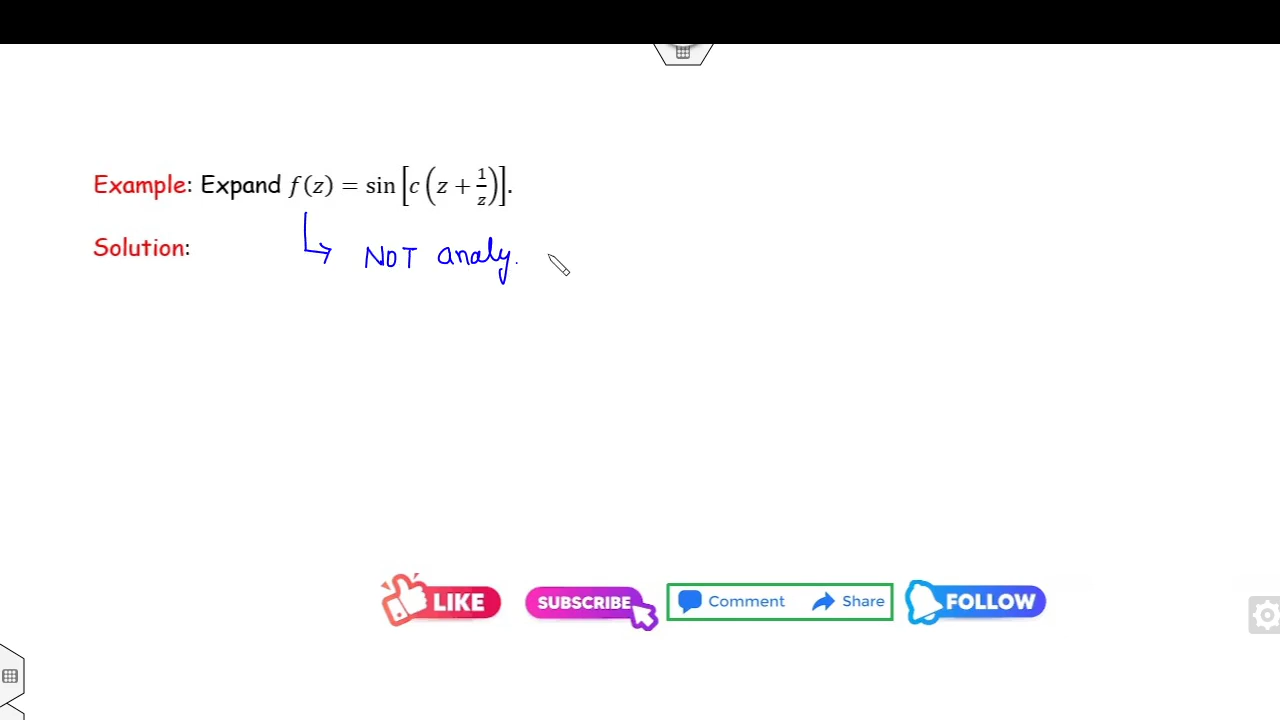 Example: Expand f(z) = sin [c (z + 1/z)].
Solution:
NOT analy.
LIKE
SUBSCRIBE
Comment
Share
FOLLOW